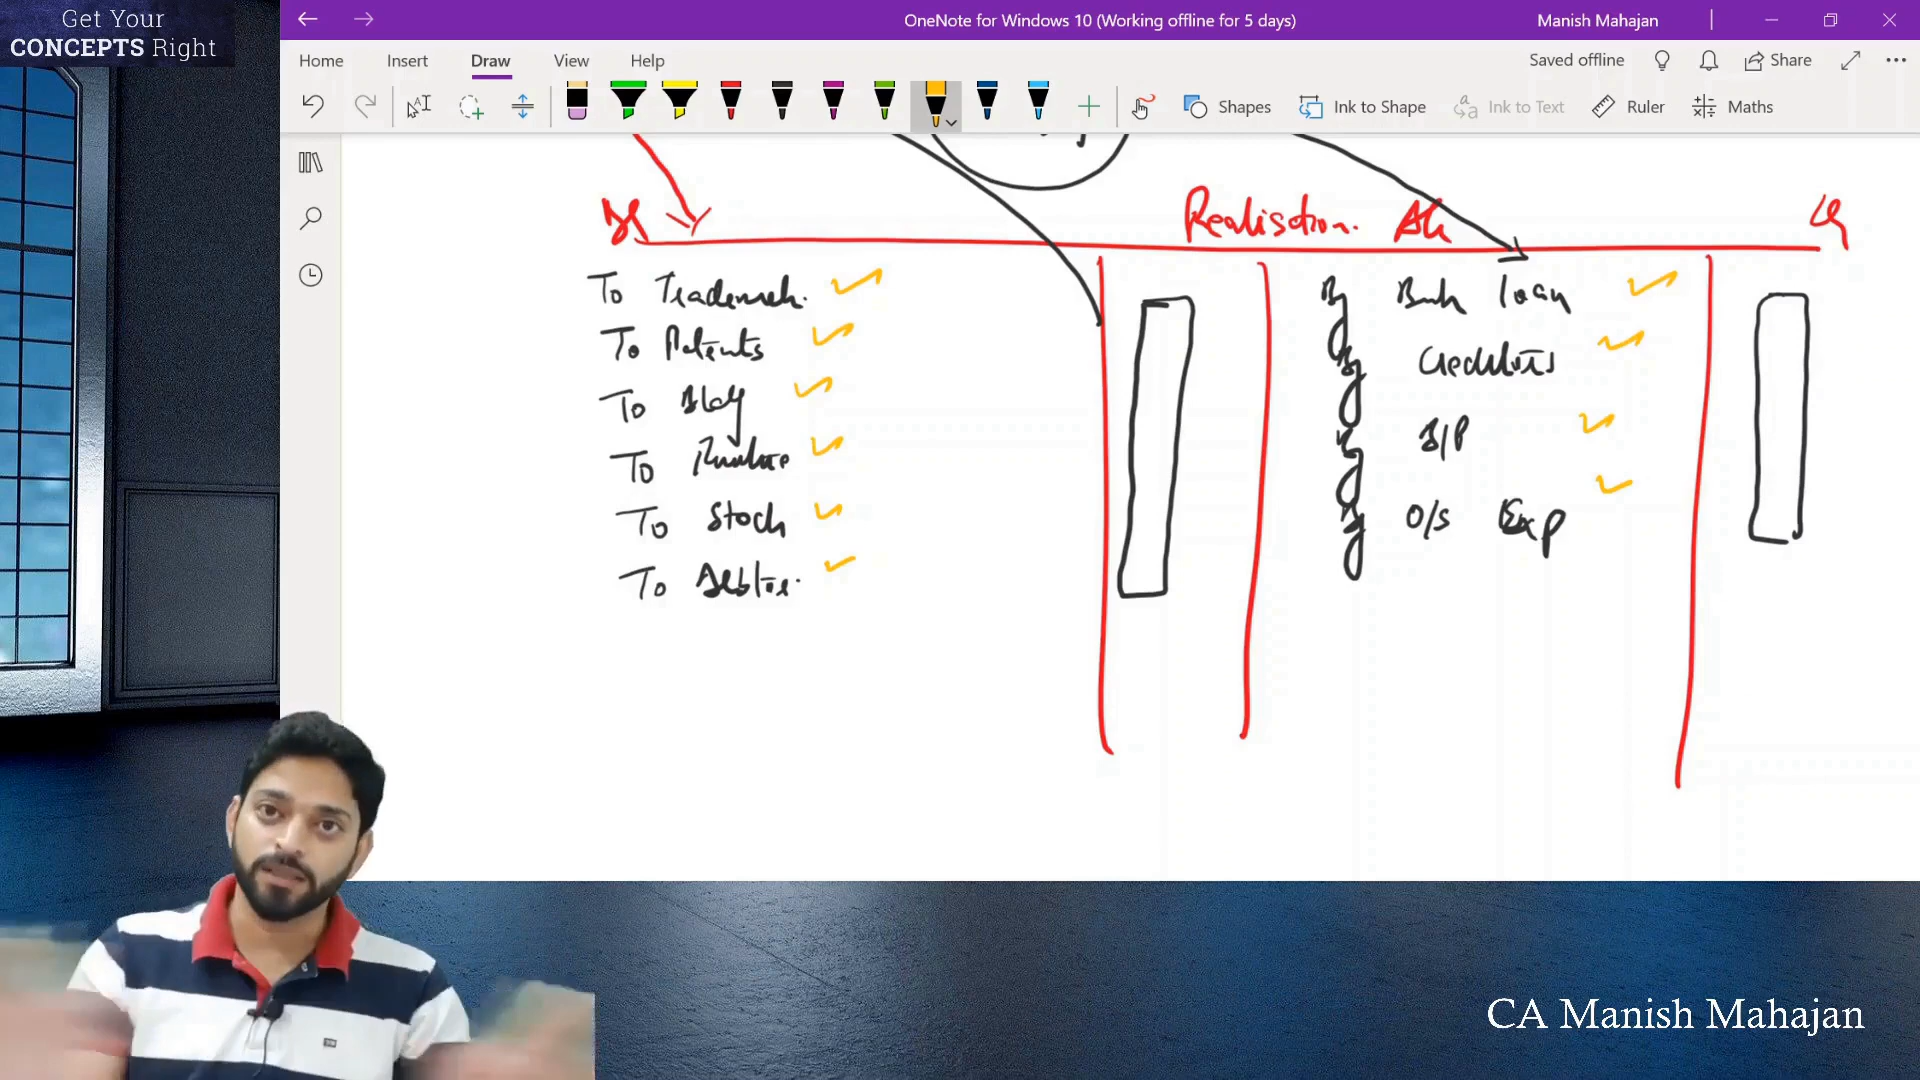 Get Your
CONCEPTS Right
OneNote for Windows 10 (Working offline for 5 days)
Manish Mahajan
Home Insert Draw View Help
Saved offline
Share
Shapes
Ink to Shape
Ink to Text
Ruler
Maths
Dr Realisation A/c Cr
To Trademark.
To Patents
To Bldg
To Furniture
To Stock
To Debtors.
By Bank loan
By Creditors
By B/P
By O/S Exp
CA Manish Mahajan